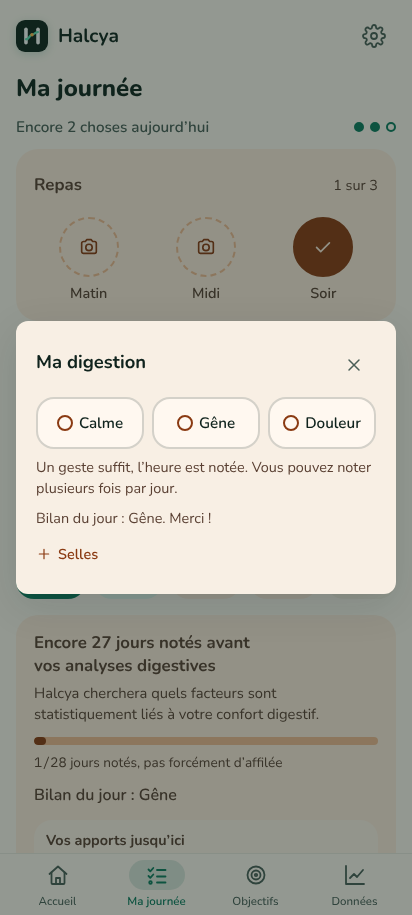 Halcya
Ma journée
Encore 2 choses aujourd’hui
Repas
1 sur 3
Matin
Midi
Soir
Ma digestion
Calme
Gêne
Douleur
Un geste suffit, l’heure est notée. Vous pouvez noter
plusieurs fois par jour.
Bilan du jour : Gêne. Merci !
Selles
Encore 27 jours notés avant
vos analyses digestives
Halcya cherchera quels facteurs sont
statistiquement liés à votre confort digestif.
1/28 jours notés, pas forcément d’affilée
Bilan du jour : Gêne
Vos apports jusqu’ici
Accueil
Ma journée
Objectifs
Données